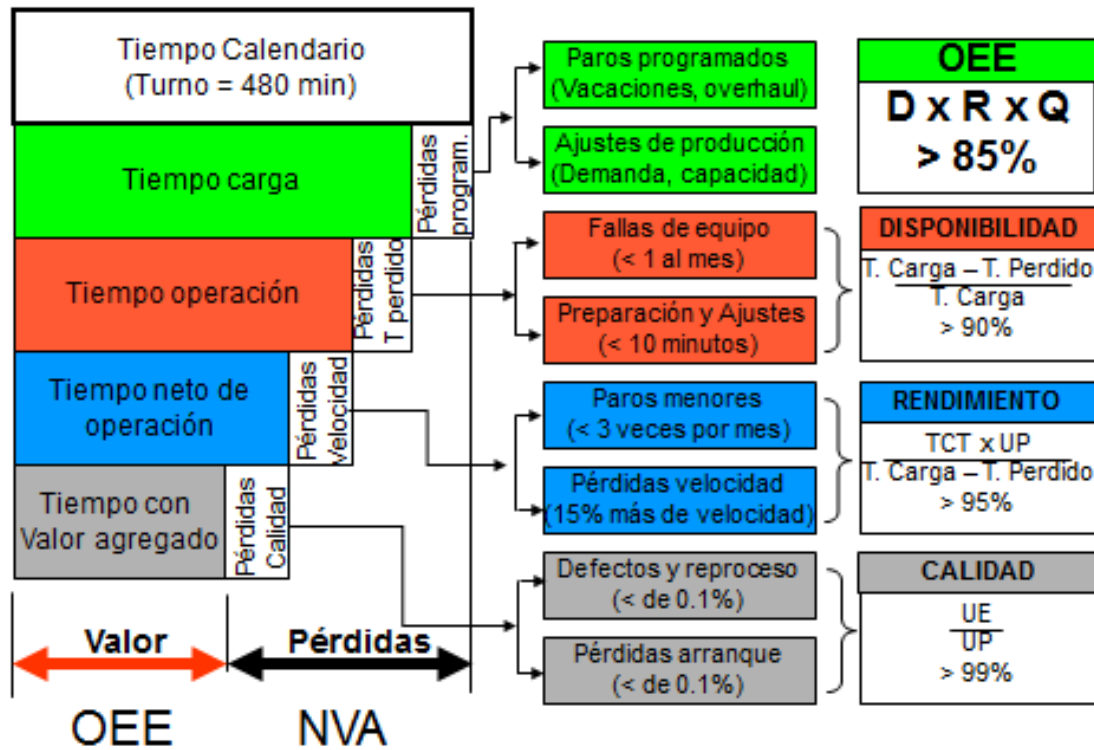 Tiempo Calendario
(Turno = 480 min)
Tiempo carga
Pérdidas
program.
Tiempo operación
Pérdidas
T perdido
Tiempo neto de
operación
Pérdidas
Velocidad
Tiempo con
Valor agregado
Pérdidas
Calidad
Valor
Pérdidas
OEE
NVA
Paros programados
(Vacaciones, overhaul)
Ajustes de producción
(Demanda, capacidad)
Fallas de equipo
(< 1 al mes)
Preparación y Ajustes
(< 10 minutos)
Paros menores
(< 3 veces por mes)
Pérdidas velocidad
(15% más de velocidad)
Defectos y reproceso
(< de 0.1%)
Pérdidas arranque
(< de 0.1%)
OEE
D x R x Q
> 85%
DISPONIBILIDAD
T. Carga – T. Perdido
T. Carga
> 90%
RENDIMIENTO
TCT x UP
T. Carga – T. Perdido
> 95%
CALIDAD
UE
UP
> 99%